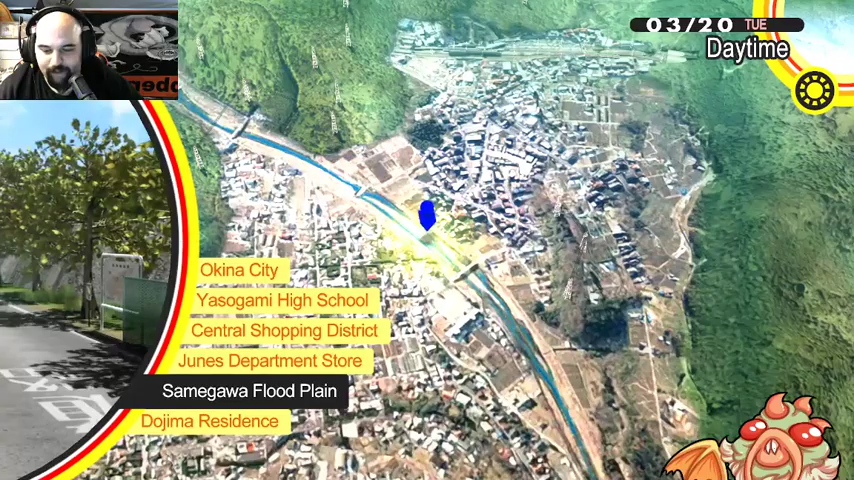 03/20 TUE
Daytime
Okina City
Yasogami High School
Central Shopping District
Junes Department Store
Samegawa Flood Plain
Dojima Residence